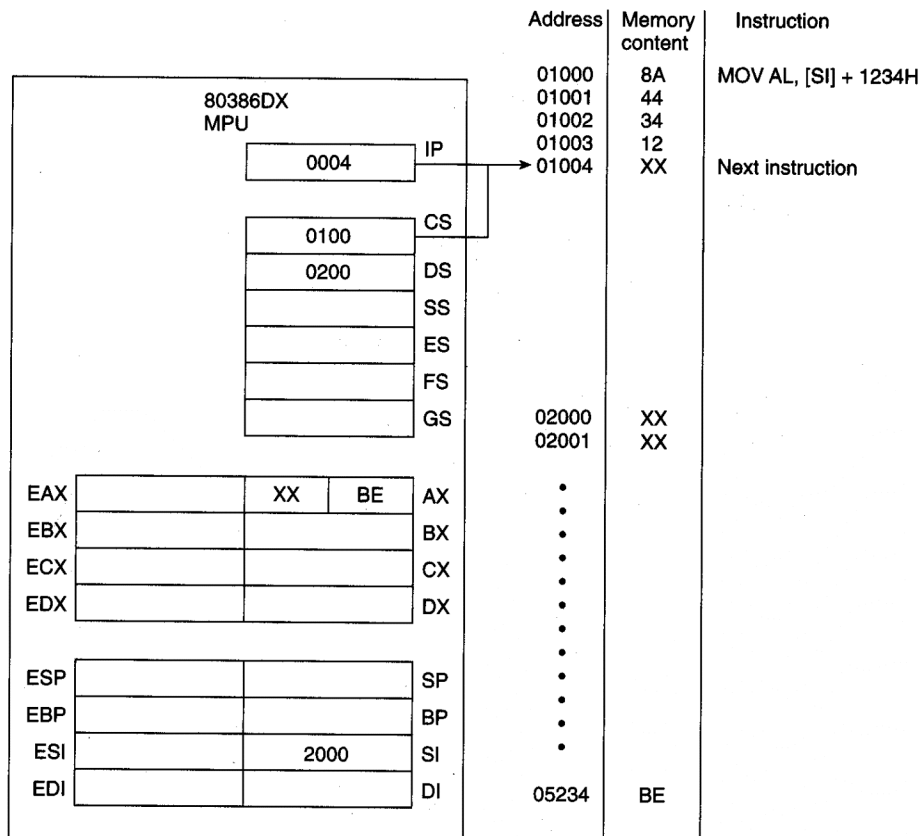 Address Memory content Instruction
01000 8A MOV AL, [SI] + 1234H
01001 44
01002 34
01003 12
01004 XX Next instruction
80386DX
MPU
0004 IP
0100 CS
0200 DS
SS
ES
FS
GS
02000 XX
02001 XX
EAX XX BE AX
EBX BX
ECX CX
EDX DX
ESP SP
EBP BP
ESI 2000 SI
EDI DI
05234 BE